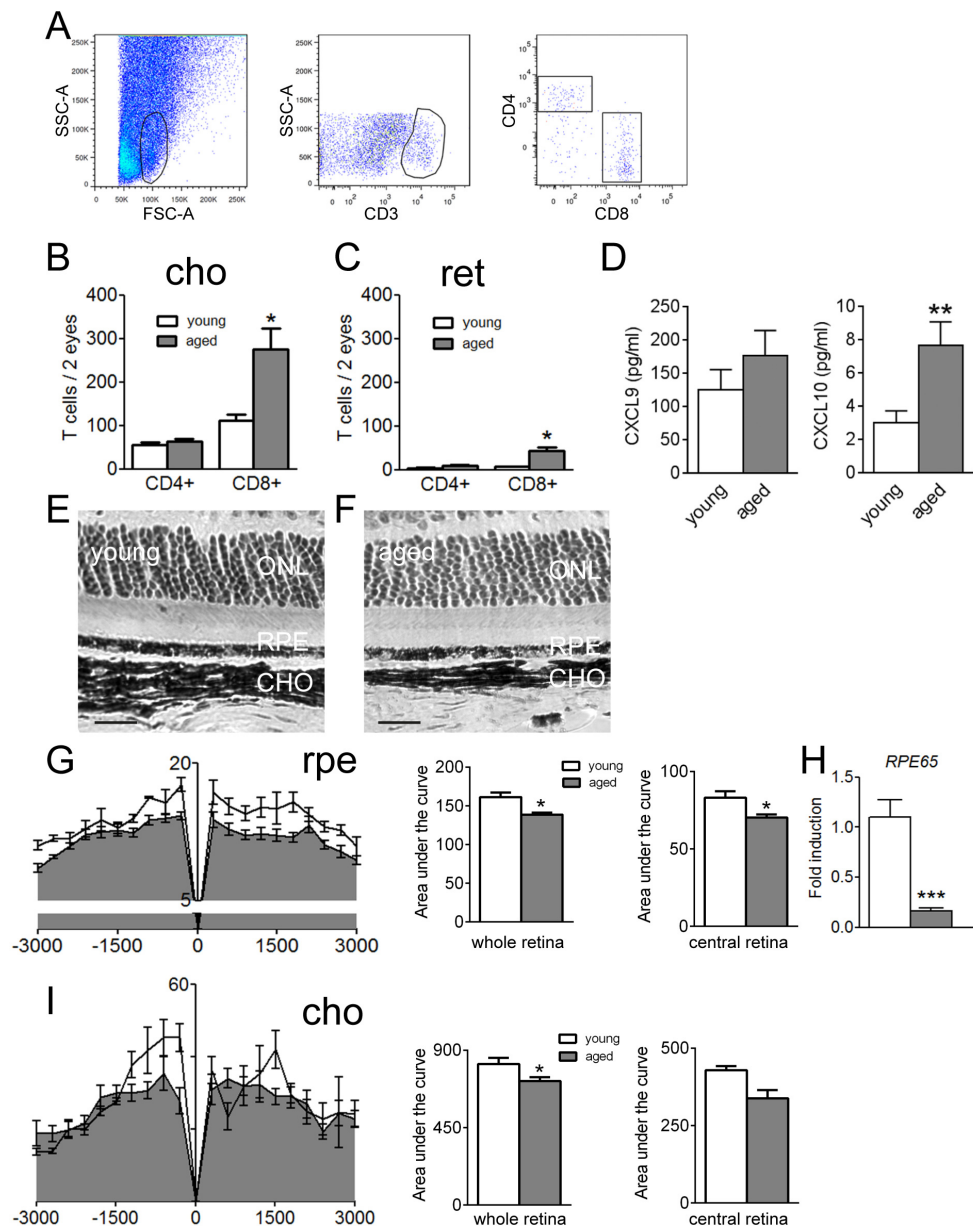 A
SSC-A
250K
200K
150K
100K
50K
0
50K 100K 150K 200K 250K
FSC-A
SSC-A
250K
200K
150K
100K
50K
0
0 10² 10³ 10⁴ 10⁵
CD3
CD4
10⁵
10⁴
10³
0
0 10² 10³ 10⁴ 10⁵
CD8
B
cho
T cells / 2 eyes
400
300
200
100
0
young
aged
*
CD4+ CD8+
C
ret
T cells / 2 eyes
400
300
200
100
0
young
aged
*
CD4+ CD8+
D
CXCL9 (pg/ml)
250
200
150
100
50
0
young aged
CXCL10 (pg/ml)
10
8
6
4
2
0
**
young aged
E
young
ONL
RPE
CHO
F
aged
ONL
RPE
CHO
G
rpe
20
5
-3000 -1500 0 1500 3000
Area under the curve
200
150
100
50
0
young
aged
*
whole retina
Area under the curve
100
50
0
*
central retina
H
RPE65
Fold induction
1.5
1.0
0.5
0.0
***
I
cho
60
-3000 -1500 0 1500 3000
Area under the curve
900
450
0
young
aged
*
whole retina
Area under the curve
500
250
0
central retina